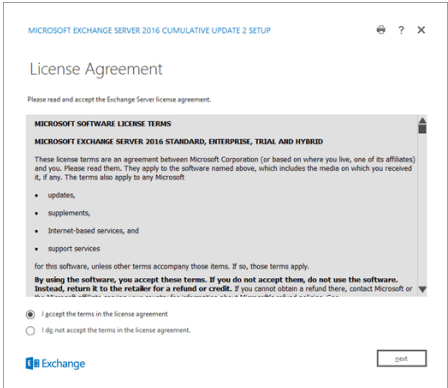 MICROSOFT EXCHANGE SERVER 2016 CUMULATIVE UPDATE 2 SETUP
?
License Agreement
Please read and accept the Exchange Server license agreement.
MICROSOFT SOFTWARE LICENSE TERMS
MICROSOFT EXCHANGE SERVER 2016 STANDARD, ENTERPRISE, TRIAL AND HYBRID
These license terms are an agreement between Microsoft Corporation (or based on where you live, one of its affiliates)
and you. Please read them. They apply to the software named above, which includes the media on which you received
it, if any. The terms also apply to any Microsoft
• updates,
• supplements,
• Internet-based services, and
• support services
for this software, unless other terms accompany those items. If so, those terms apply.
By using the software, you accept these terms. If you do not accept them, do not use the software.
Instead, return it to the retailer for a refund or credit. If you cannot obtain a refund there, contact Microsoft or
I accept the terms in the license agreement
I do not accept the terms in the license agreement.
Exchange
next